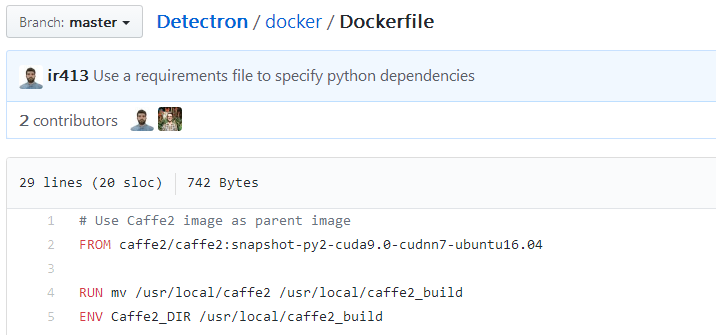 Branch: master Detectron / docker / Dockerfile
ir413 Use a requirements file to specify python dependencies
2 contributors
29 lines (20 sloc) 742 Bytes
1 # Use Caffe2 image as parent image
2 FROM caffe2/caffe2:snapshot-py2-cuda9.0-cudnn7-ubuntu16.04
3
4 RUN mv /usr/local/caffe2 /usr/local/caffe2_build
5 ENV Caffe2_DIR /usr/local/caffe2_build